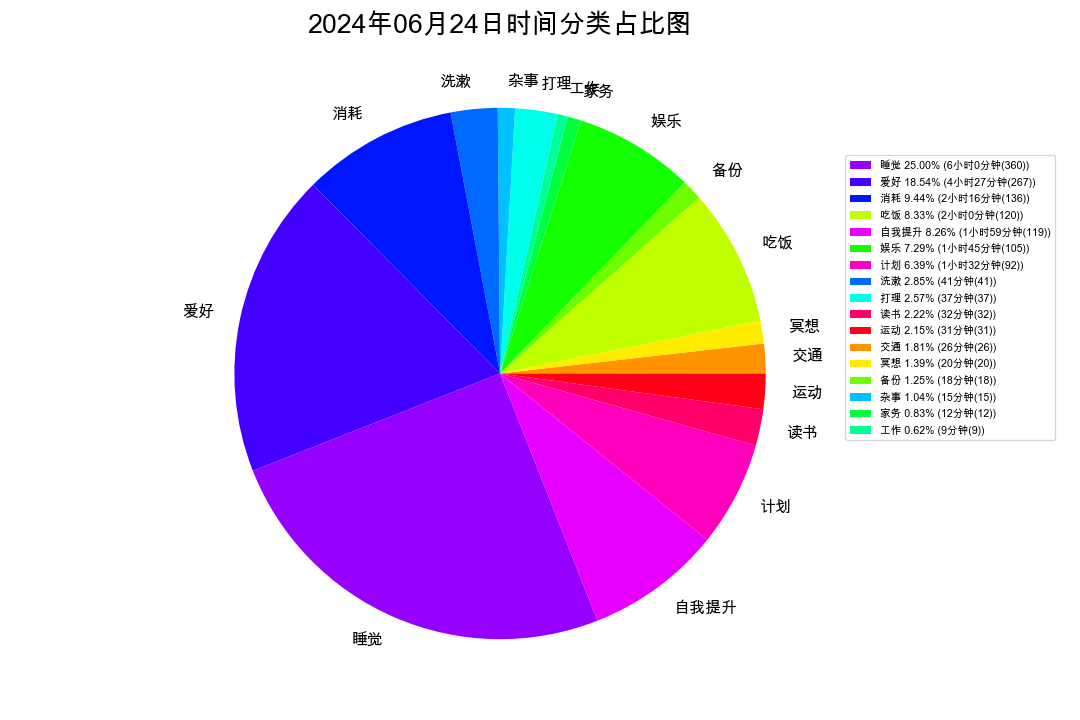 2024年06月24日时间分类占比图
洗漱
杂事
打理
工作
家务
消耗
娱乐
备份
吃饭
爱好
冥想
交通
运动
读书
计划
自我提升
睡觉
睡觉 25.00% (6小时0分钟(360))
爱好 18.54% (4小时27分钟(267))
消耗 9.44% (2小时16分钟(136))
吃饭 8.33% (2小时0分钟(120))
自我提升 8.26% (1小时59分钟(119))
娱乐 7.29% (1小时45分钟(105))
计划 6.39% (1小时32分钟(92))
洗漱 2.85% (41分钟(41))
打理 2.57% (37分钟(37))
读书 2.22% (32分钟(32))
运动 2.15% (31分钟(31))
交通 1.81% (26分钟(26))
冥想 1.39% (20分钟(20))
备份 1.25% (18分钟(18))
杂事 1.04% (15分钟(15))
家务 0.83% (12分钟(12))
工作 0.62% (9分钟(9))